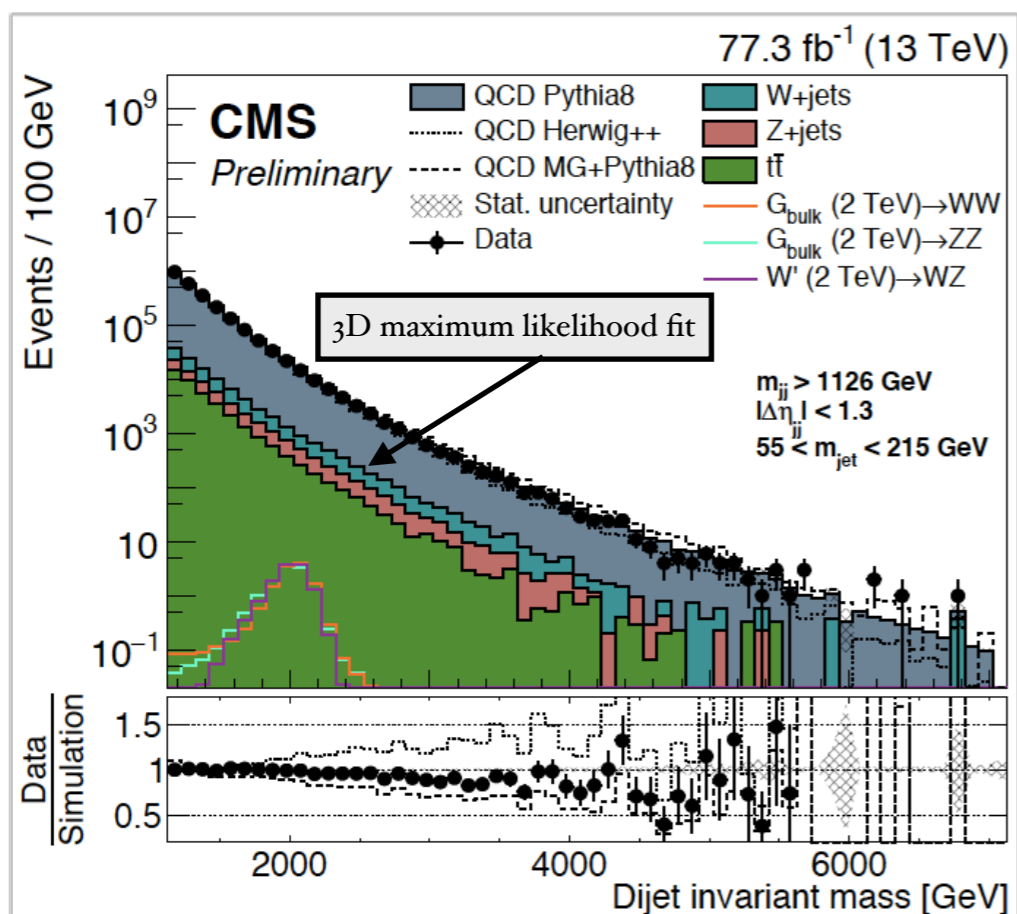 77.3 fb⁻¹ (13 TeV)
CMS
Preliminary
QCD Pythia8
QCD Herwig++
QCD MG+Pythia8
Stat. uncertainty
Data
W+jets
Z+jets
tt̄
G_bulk (2 TeV)→WW
G_bulk (2 TeV)→ZZ
W' (2 TeV)→WZ
3D maximum likelihood fit
m_jj > 1126 GeV
|Δη_jj| < 1.3
55 < m_jet < 215 GeV
Events / 100 GeV
10⁹
10⁷
10⁵
10³
10
10⁻¹
Data
Simulation
1.5
1
0.5
2000 4000 6000
Dijet invariant mass [GeV]